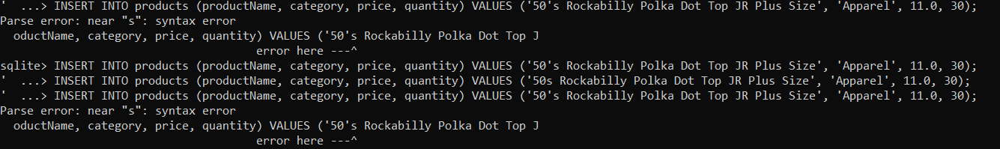 '  ...> INSERT INTO products (productName, category, price, quantity) VALUES ('50's Rockabilly Polka Dot Top JR Plus Size', 'Apparel', 11.0, 30);
Parse error: near "s": syntax error
  oductName, category, price, quantity) VALUES ('50's Rockabilly Polka Dot Top J
                                      error here ---^
sqlite> INSERT INTO products (productName, category, price, quantity) VALUES ('50's Rockabilly Polka Dot Top JR Plus Size', 'Apparel', 11.0, 30);
'  ...> INSERT INTO products (productName, category, price, quantity) VALUES ('50s Rockabilly Polka Dot Top JR Plus Size', 'Apparel', 11.0, 30);
'  ...> INSERT INTO products (productName, category, price, quantity) VALUES ('50's Rockabilly Polka Dot Top JR Plus Size', 'Apparel', 11.0, 30);
Parse error: near "s": syntax error
  oductName, category, price, quantity) VALUES ('50's Rockabilly Polka Dot Top J
                                      error here ---^